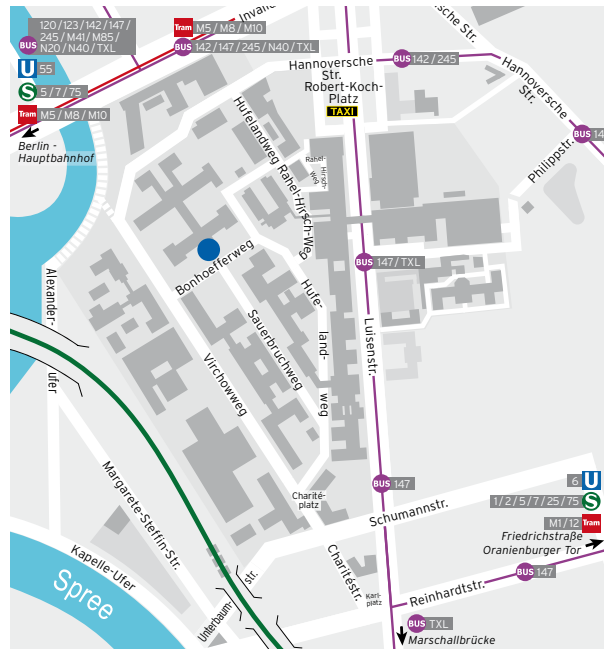 120/123/142/147/
245/M41/M85/
N20/N40/TXL
BUS
U 55
S 5/7/75
Tram M5/M8/M10
Berlin -
Hauptbahnhof
Tram M5/M8/M10
BUS 142/147/245/N40/TXL
Hannoversche
Str.
Robert-Koch-
Platz
TAXI
BUS 142/245
Hannoversche
Str.
BUS
Philippstr.
Hufelandweg
Rahel-Hirsch-We
g
Rahel-
Hirsch-
Weg
BUS 147/TXL
Bonhoefferweg
Sauerbruchweg
Hufe-
land-
weg
Luisenstr.
Virchowweg
Alexander-
ufer
Margarete-Steffin-Str.
Kapelle-Ufer
Spree
Charité-
platz
BUS 147
Schumannstr.
Charitéstr.
Unterbaum-
str.
Karl-
platz
Reinhardtstr.
BUS 147
6 U
1/2/5/7/25/75 S
M1/12 Tram
Friedrichstraße
Oranienburger Tor
BUS TXL
Marschallbrücke